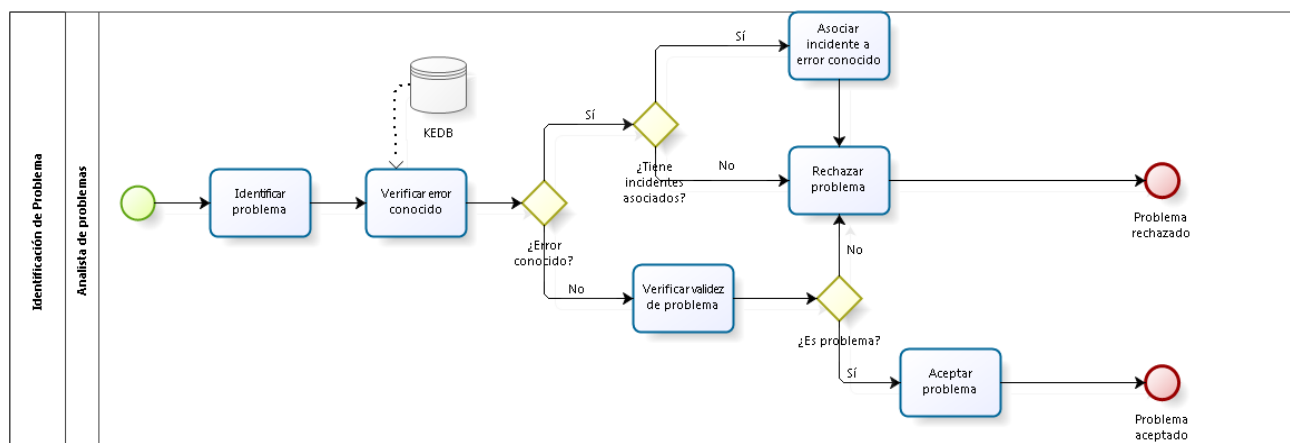 Identificación de Problema
Analista de problemas
Identificar
problema
KEDB
Verificar error
conocido
¿Error
conocido?
Sí
No
¿Tiene
incidentes
asociados?
Sí
No
Asociar
incidente a
error conocido
Rechazar
problema
Problema
rechazado
Verificar validez
de problema
¿Es problema?
No
Sí
Aceptar
problema
Problema
aceptado